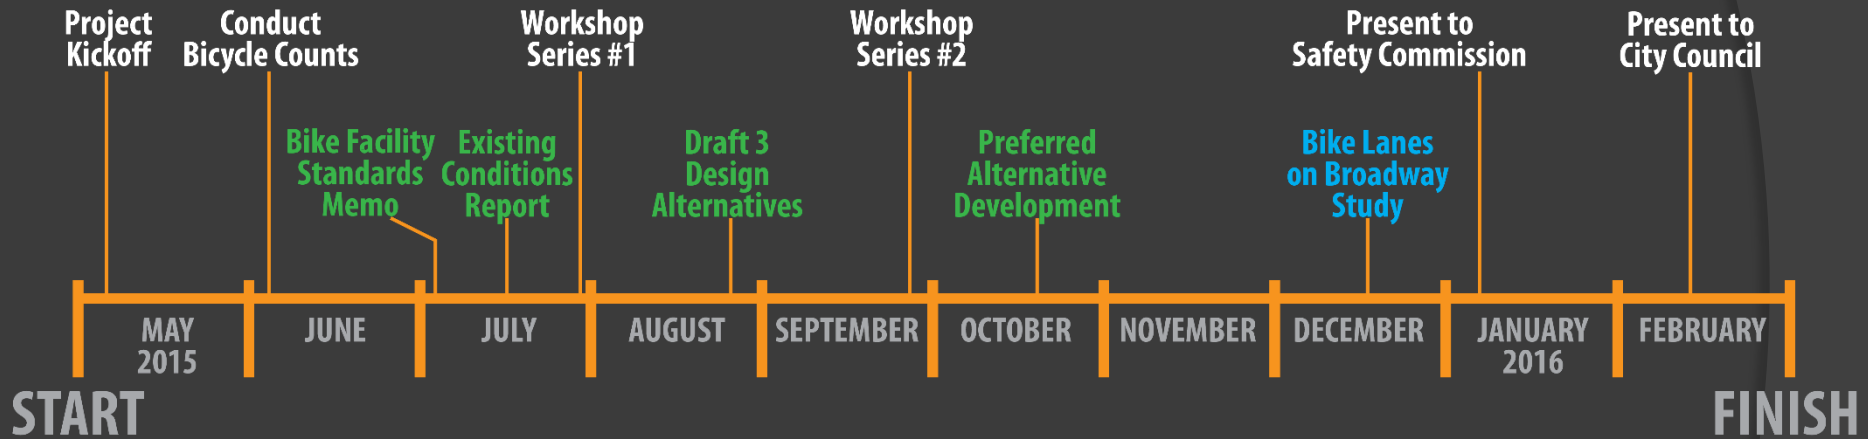 Project
Kickoff
Conduct
Bicycle Counts
Workshop
Series #1
Workshop
Series #2
Present to
Safety Commission
Present to
City Council
Bike Facility
Standards
Memo
Existing
Conditions
Report
Draft 3
Design
Alternatives
Preferred
Alternative
Development
Bike Lanes
on Broadway
Study
MAY
2015
JUNE
JULY
AUGUST
SEPTEMBER
OCTOBER
NOVEMBER
DECEMBER
JANUARY
2016
FEBRUARY
START
FINISH